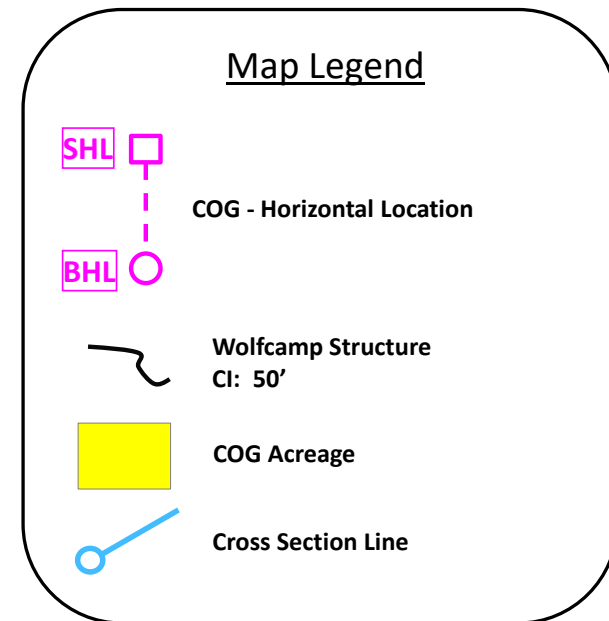 Map Legend
SHL
COG - Horizontal Location
BHL
Wolfcamp Structure
CI: 50’
COG Acreage
Cross Section Line